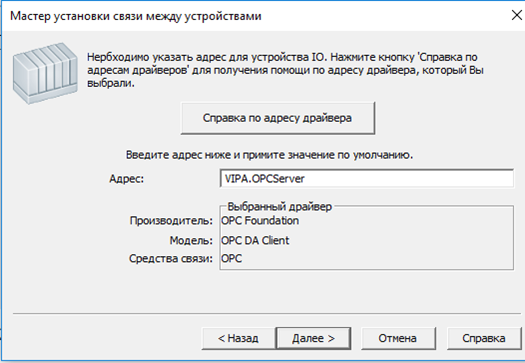 Мастер установки связи между устройствами
Нербходимо указать адрес для устройства IO. Нажмите кнопку 'Справка по
адресам драйверов' для получения помощи по адресу драйвера, который Вы
выбрали.
Справка по адресу драйвера
Введите адрес ниже и примите значение по умолчанию.
Адрес: VIPA.OPCServer
Выбранный драйвер
Производитель: OPC Foundation
Модель: OPC DA Client
Средства связи: OPC
< Назад Далее > Отмена Справка